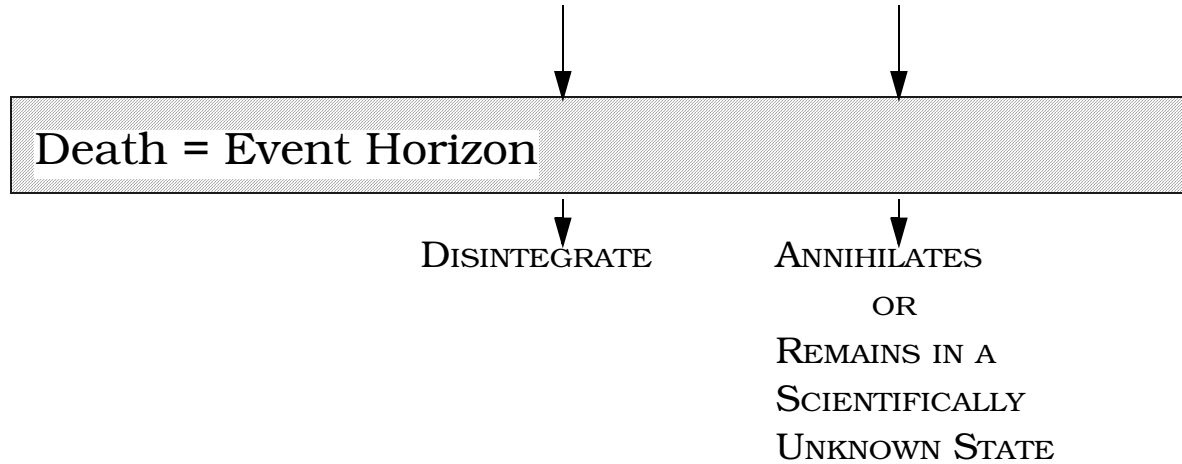 Death = Event Horizon
DISINTEGRATE ANNIHILATES
OR
REMAINS IN A
SCIENTIFICALLY
UNKNOWN STATE